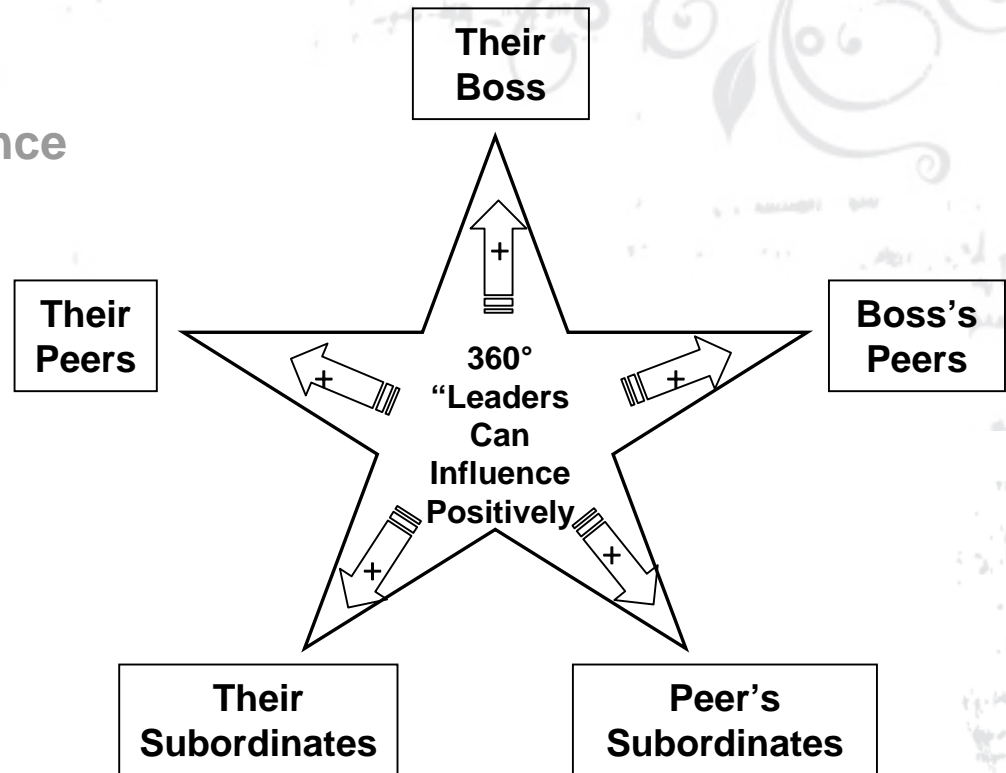 Their
Boss
nce
Their
Peers
Boss's
Peers
360°
“Leaders
Can
Influence
Positively
+
+
+
+
+
Their
Subordinates
Peer's
Subordinates